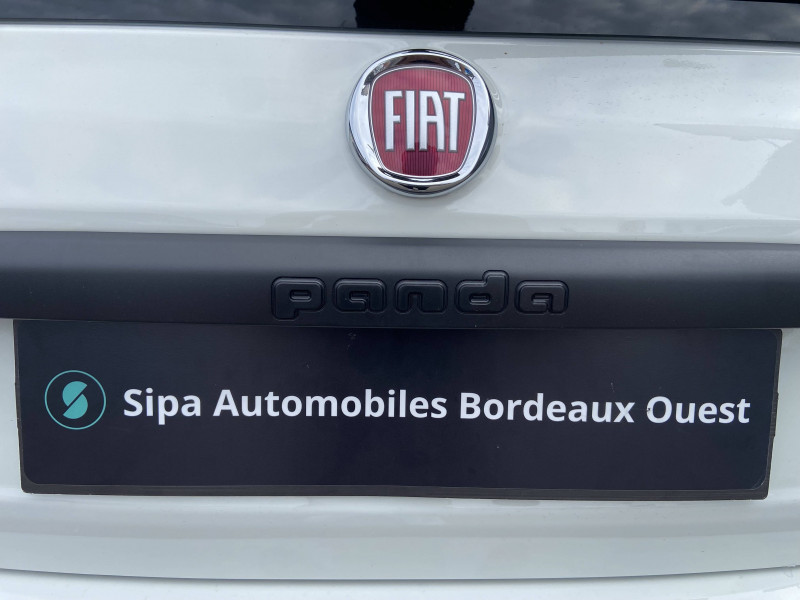 FIAT
panda
Sipa Automobiles Bordeaux Ouest